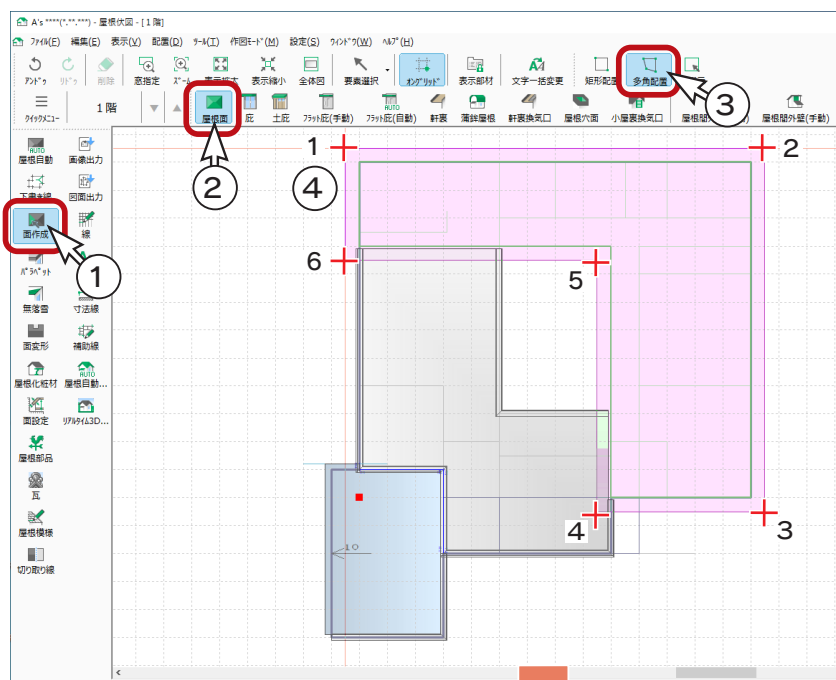 A's ****(*.**.***) - 屋根伏図 - [1階]
ﾌｧｲﾙ(F) 編集(E) 表示(V) 配置(D) ﾂｰﾙ(T) 作図ﾓｰﾄﾞ(M) 設定(S) ｳｨﾝﾄﾞｳ(W) ﾍﾙﾌﾟ(H)
ｱﾝﾄﾞｩ ﾘﾄﾞｩ 削除 窓指定 ｽﾞｰﾑ 表示拡大 表示縮小 全体図 要素選択 ｵﾝｸﾞﾘｯﾄﾞ 表示部材 文字一括変更 矩形配置 多角配置
ｸｲｯｸﾒﾆｭｰ 1 階 屋根面 庇 土庇 ﾌﾗｯﾄ庇(手動) ﾌﾗｯﾄ庇(自動) 軒裏 蒲鉾屋根 軒裏換気口 屋根穴面 小屋裏換気口 屋根間外壁(手動)
AUTO
屋根自動 画像出力
下書き線 図面出力
面作成 線
ﾊﾟﾗﾍﾟｯﾄ
無落雪 寸法線
面変形 補助線
屋根化粧材 屋根自動...
面設定 ﾘｱﾙﾀｲﾑ3D...
屋根部品
瓦
屋根模様
切り取り線
①
②
③
④
1
2
3
4
5
6
10